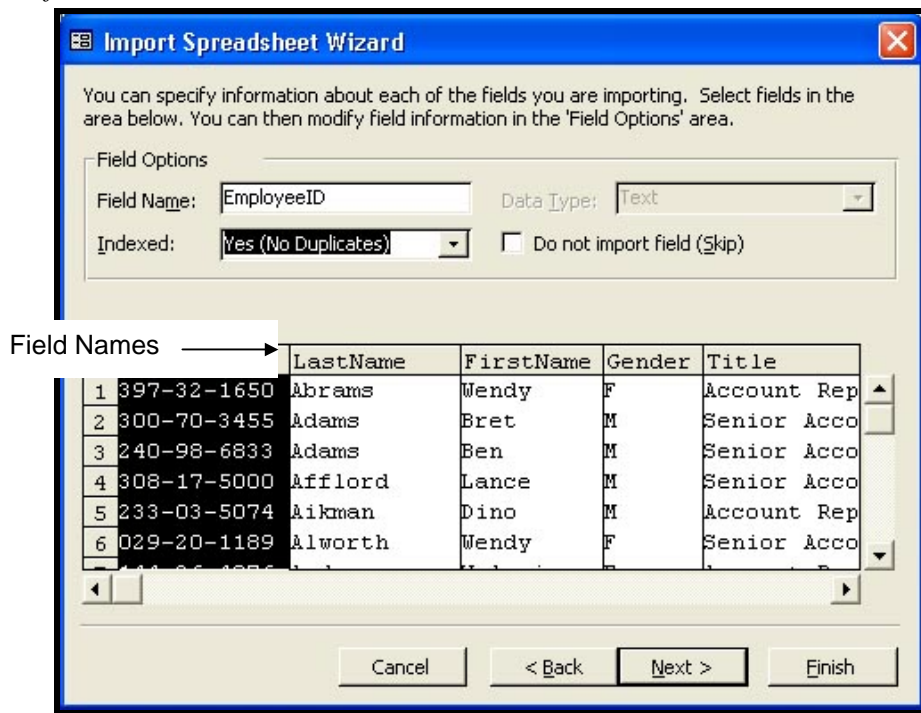 Import Spreadsheet Wizard
You can specify information about each of the fields you are importing. Select fields in the
area below. You can then modify field information in the 'Field Options' area.
Field Options
Field Name: EmployeeID Data Type: Text
Indexed: Yes (No Duplicates) Do not import field (Skip)
Field Names
LastName FirstName Gender Title
1 397-32-1650 Abrams Wendy F Account Rep
2 300-70-3455 Adams Bret M Senior Acco
3 240-98-6833 Adams Ben M Senior Acco
4 308-17-5000 Afflord Lance M Senior Acco
5 233-03-5074 Aikman Dino M Account Rep
6 029-20-1189 Alworth Wendy F Senior Acco
Cancel < Back Next > Finish